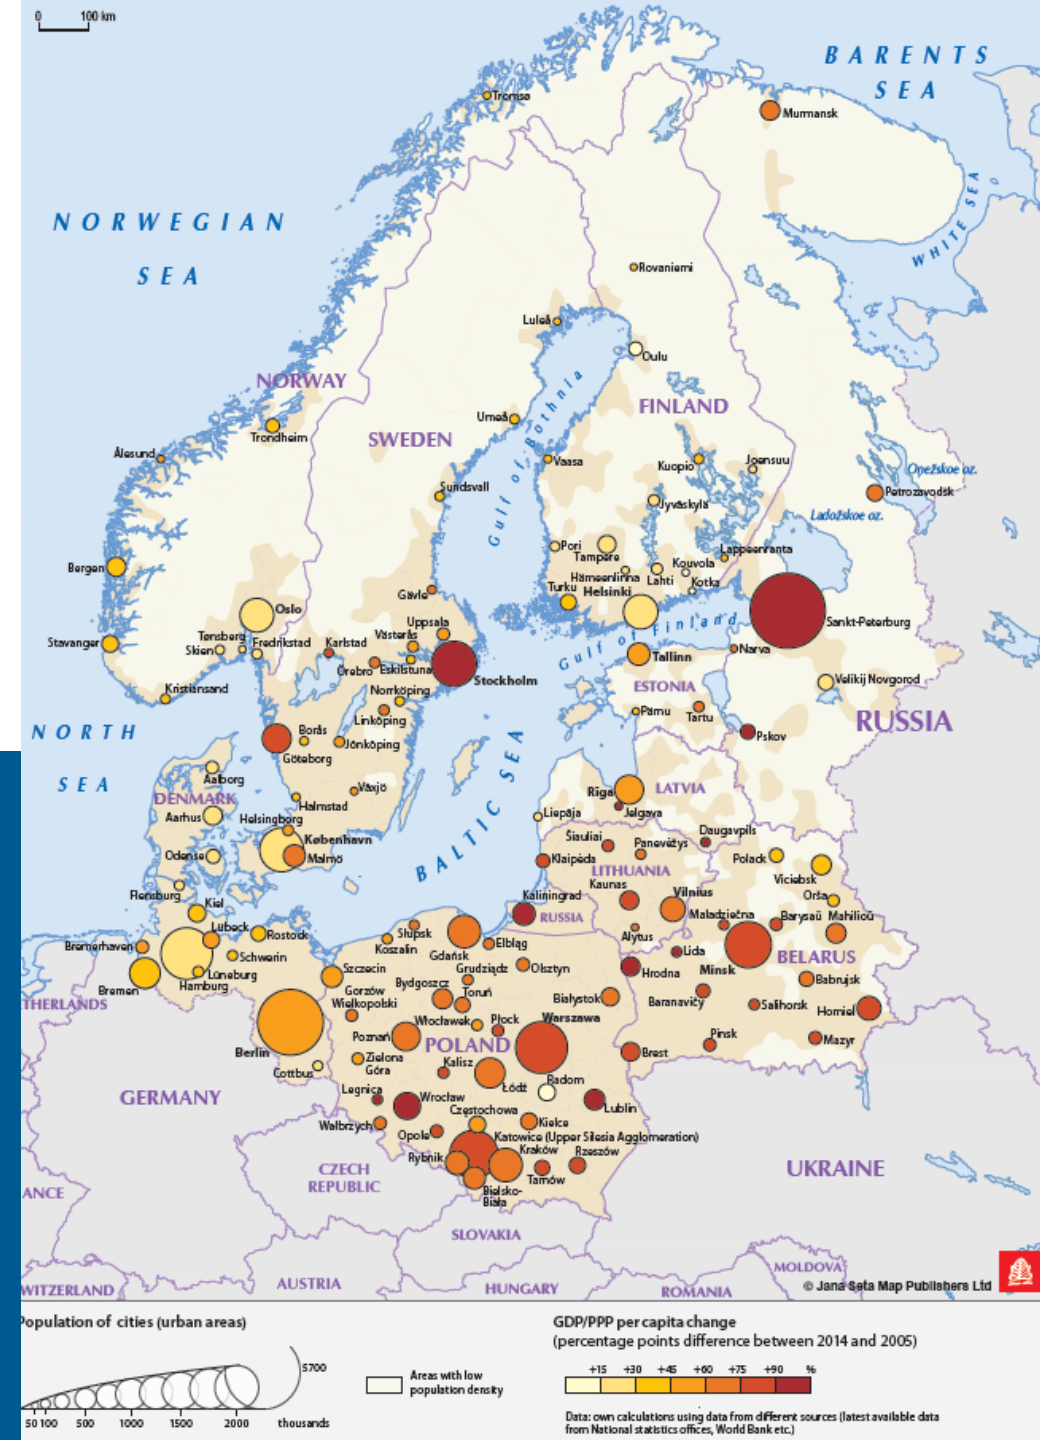 0 100 km
BARENTS
SEA
Tromsø
Murmansk
NORWEGIAN
SEA
WHITE SEA
Rovaniemi
Luleå
Oulu
NORWAY
Gulf of Bothnia
FINLAND
Umeå
Trondheim
SWEDEN
Ålesund
Vaasa
Kuopio
Joensuu
Onežskoe oz.
Sundsvall
Petrozavodsk
Jyväskylä
Ladožskoe oz.
Pori
Tampere
Lappeenranta
Bergen
Kouvola
Hämeenlinna
Lahti
Kotka
Gävle
Turku
Helsinki
Oslo
Uppsala
Sankt-Peterburg
Gulf of Finland
Tønsberg
Fredrikstad
Karlstad
Västerås
Stavanger
Skien
Narva
Tallinn
Örebro
Eskilstuna
Stockholm
Velikij Novgorod
ESTONIA
Kristiansand
Norrköping
Pärnu
Tartu
Linköping
RUSSIA
NORTH
SEA
Borås
Pskov
Jönköping
Göteborg
BALTIC SEA
Aalborg
Riga
LATVIA
DENMARK
Växjö
Halmstad
Jelgava
Aarhus
Helsingborg
Liepāja
Daugavpils
Šiauliai
Panevėžys
København
Odense
Malmö
Klaipėda
Polack
LITHUANIA
Viciebsk
Kaunas
Flensburg
Vilnius
Kaliningrad
Orša
Kiel
RUSSIA
Maladziečna
Barysaŭ
Mahilioŭ
Lübeck
Rostock
Słupsk
Alytus
Bremerhaven
Koszalin
Elbląg
Gdańsk
Lida
BELARUS
Schwerin
Lüneburg
Szczecin
Grudziądz
Olsztyn
Hrodna
Minsk
Hamburg
Bydgoszcz
Babrujsk
Bremen
Gorzów
Wielkopolski
Toruń
Białystok
Baranavičy
Salihorsk
Homiel
THERLANDS
Włocławek
Płock
Warszawa
Poznań
POLAND
Pinsk
Mazyr
Berlin
Zielona
Góra
Kalisz
Brest
Cottbus
Radom
Łódź
Legnica
GERMANY
Wrocław
Lublin
Częstochowa
Wałbrzych
Kielce
Opole
Katowice (Upper Silesia Agglomeration)
Kraków
Rzeszów
Rybnik
CZECH
REPUBLIC
Tarnów
UKRAINE
Bielsko-
Biała
ANCE
SLOVAKIA
MOLDOVA
WITZERLAND
AUSTRIA
HUNGARY
ROMANIA
© Jana Seta Map Publishers Ltd
Population of cities (urban areas)
5700
50 100 500 1000 1500 2000 thousands
Areas with low
population density
GDP/PPP per capita change
(percentage points difference between 2014 and 2005)
+15 +30 +45 +60 +75 +90 %
Data: own calculations using data from different sources (latest available data
from National statistics offices, World Bank etc.)